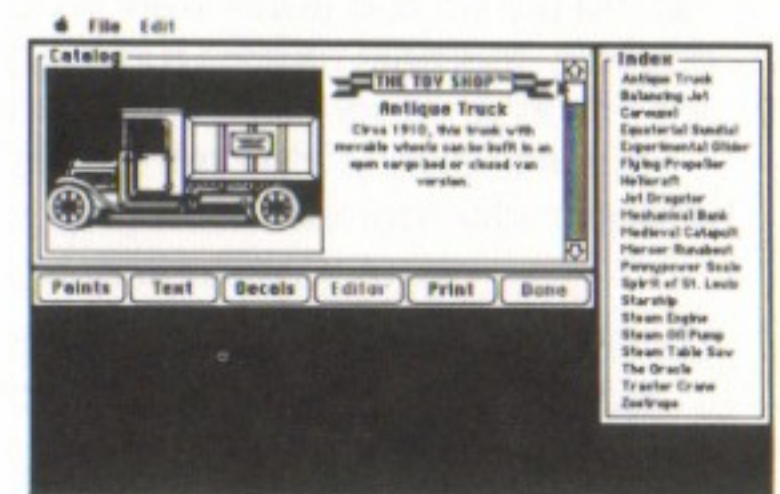 File Edit
Catalog
THE TOY SHOP™
Antique Truck
Circa 1910, this truck with
movable wheels can be built in an
open cargo bed or closed van
version.
Paints Text Decals Editor Print Done
Index
Antique Truck
Balancing Jet
Carousel
Equatorial Sundial
Experimental Glider
Flying Propeller
Helicraft
Jet Dragster
Mechanical Bank
Medieval Catapult
Mercer Runabout
Pennypower Scale
Spirit of St. Louis
Starship
Steam Engine
Steam Oil Pump
Steam Table Saw
The Oracle
Tractor Crane
Zoetrope